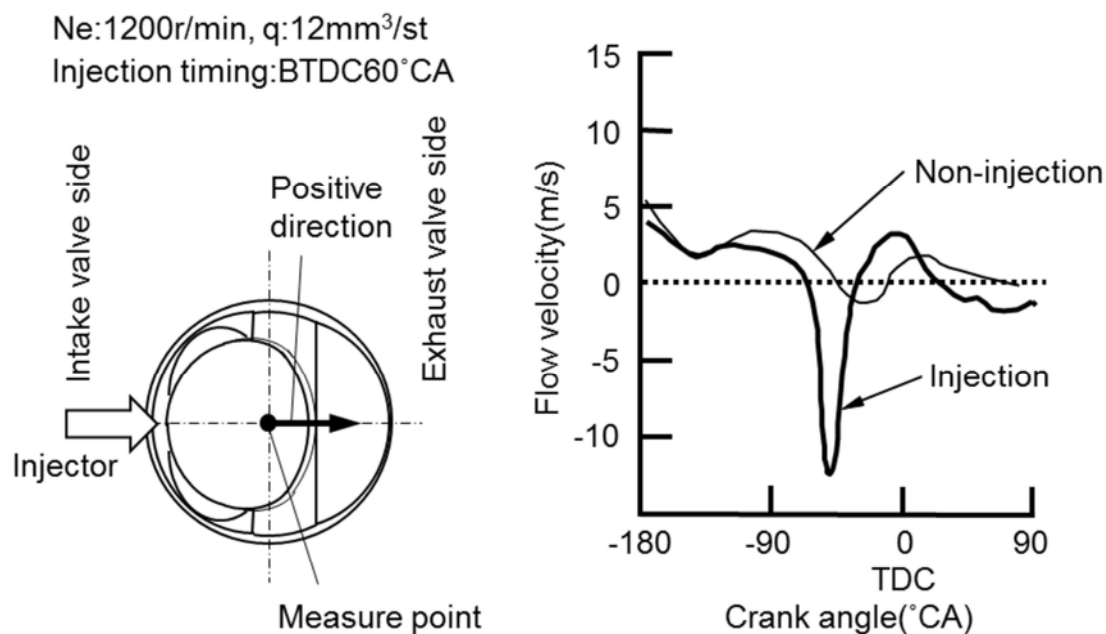 Ne:1200r/min, q:12mm³/st
Injection timing:BTDC60°CA
Intake valve side
Exhaust valve side
Positive
direction
Injector
Measure point
Flow velocity(m/s)
15
10
5
0
-5
-10
Non-injection
Injection
-180
-90
0
90
TDC
Crank angle(°CA)